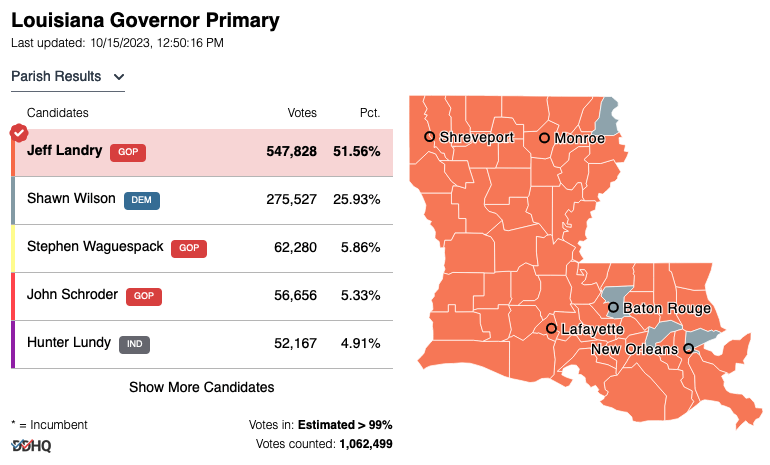 Louisiana Governor Primary
Last updated: 10/15/2023, 12:50:16 PM
Parish Results
Candidates Votes Pct.
Jeff Landry GOP 547,828 51.56%
Shawn Wilson DEM 275,527 25.93%
Stephen Waguespack GOP 62,280 5.86%
John Schroder GOP 56,656 5.33%
Hunter Lundy IND 52,167 4.91%
Show More Candidates
* = Incumbent Votes in: Estimated > 99%
DDHQ Votes counted: 1,062,499
Shreveport Monroe
Baton Rouge
Lafayette
New Orleans